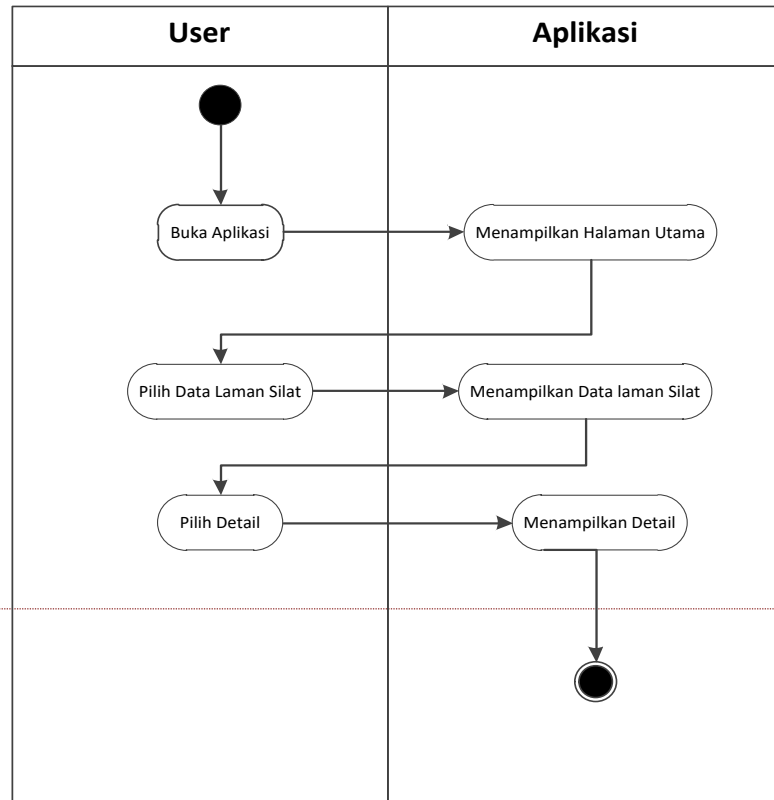 User
Aplikasi
Buka Aplikasi
Menampilkan Halaman Utama
Pilih Data Laman Silat
Menampilkan Data laman Silat
Pilih Detail
Menampilkan Detail